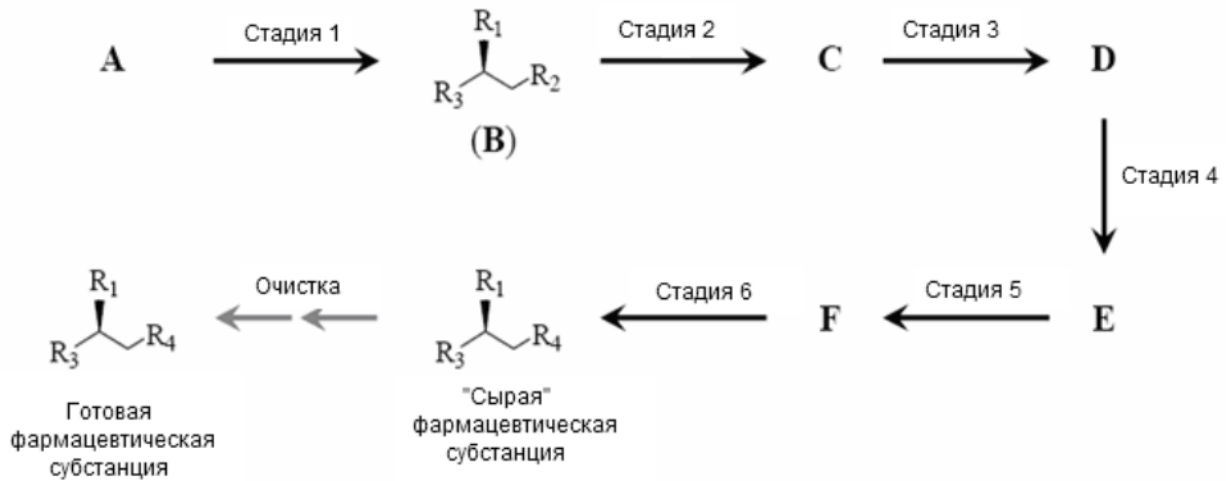 A
Стадия 1
R₁
R₃
R₂
(B)
Стадия 2
C
Стадия 3
D
Стадия 4
E
Стадия 5
F
Стадия 6
R₁
R₃
R₄
"Сырая"
фармацевтическая
субстанция
Очистка
R₁
R₃
R₄
Готовая
фармацевтическая
субстанция